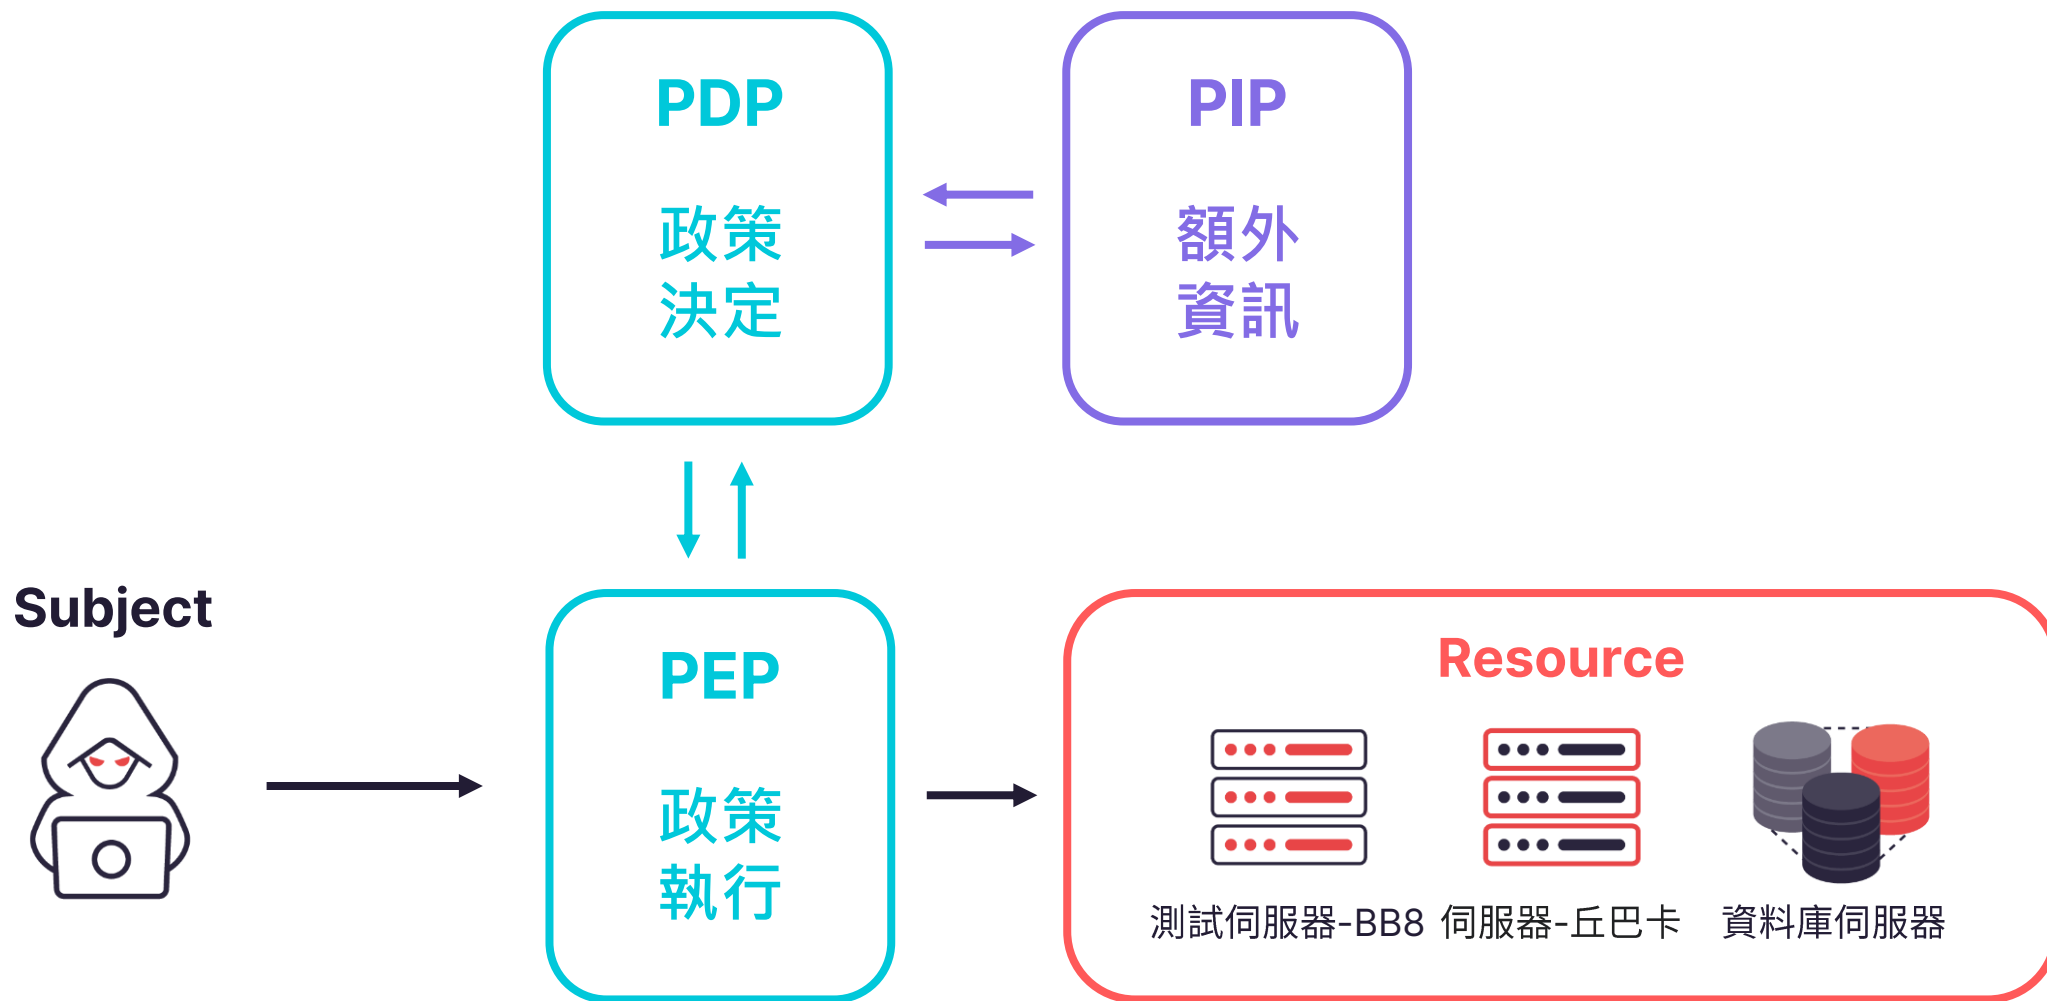 PDP
政策
決定
PIP
額外
資訊
Subject
PEP
政策
執行
Resource
測試伺服器-BB8
伺服器-丘巴卡
資料庫伺服器